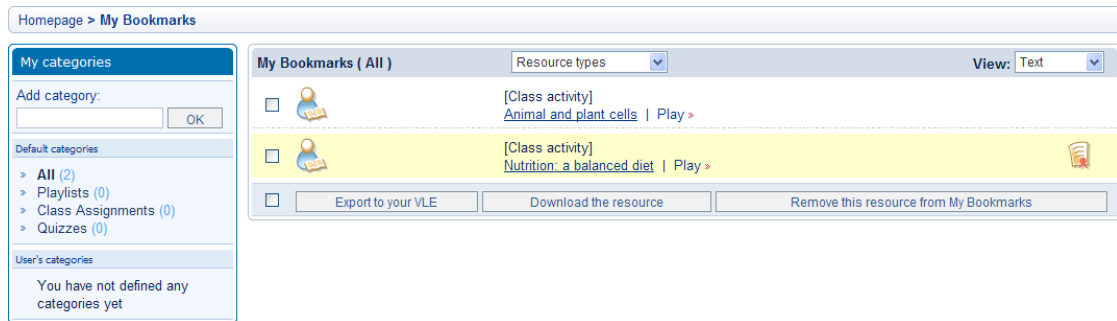 Homepage > My Bookmarks
My categories
Add category:
OK
Default categories
» All (2)
» Playlists (0)
» Class Assignments (0)
» Quizzes (0)
User's categories
You have not defined any
categories yet
My Bookmarks ( All )
Resource types
View: Text
[Class activity]
Animal and plant cells | Play »
[Class activity]
Nutrition: a balanced diet | Play »
Export to your VLE
Download the resource
Remove this resource from My Bookmarks